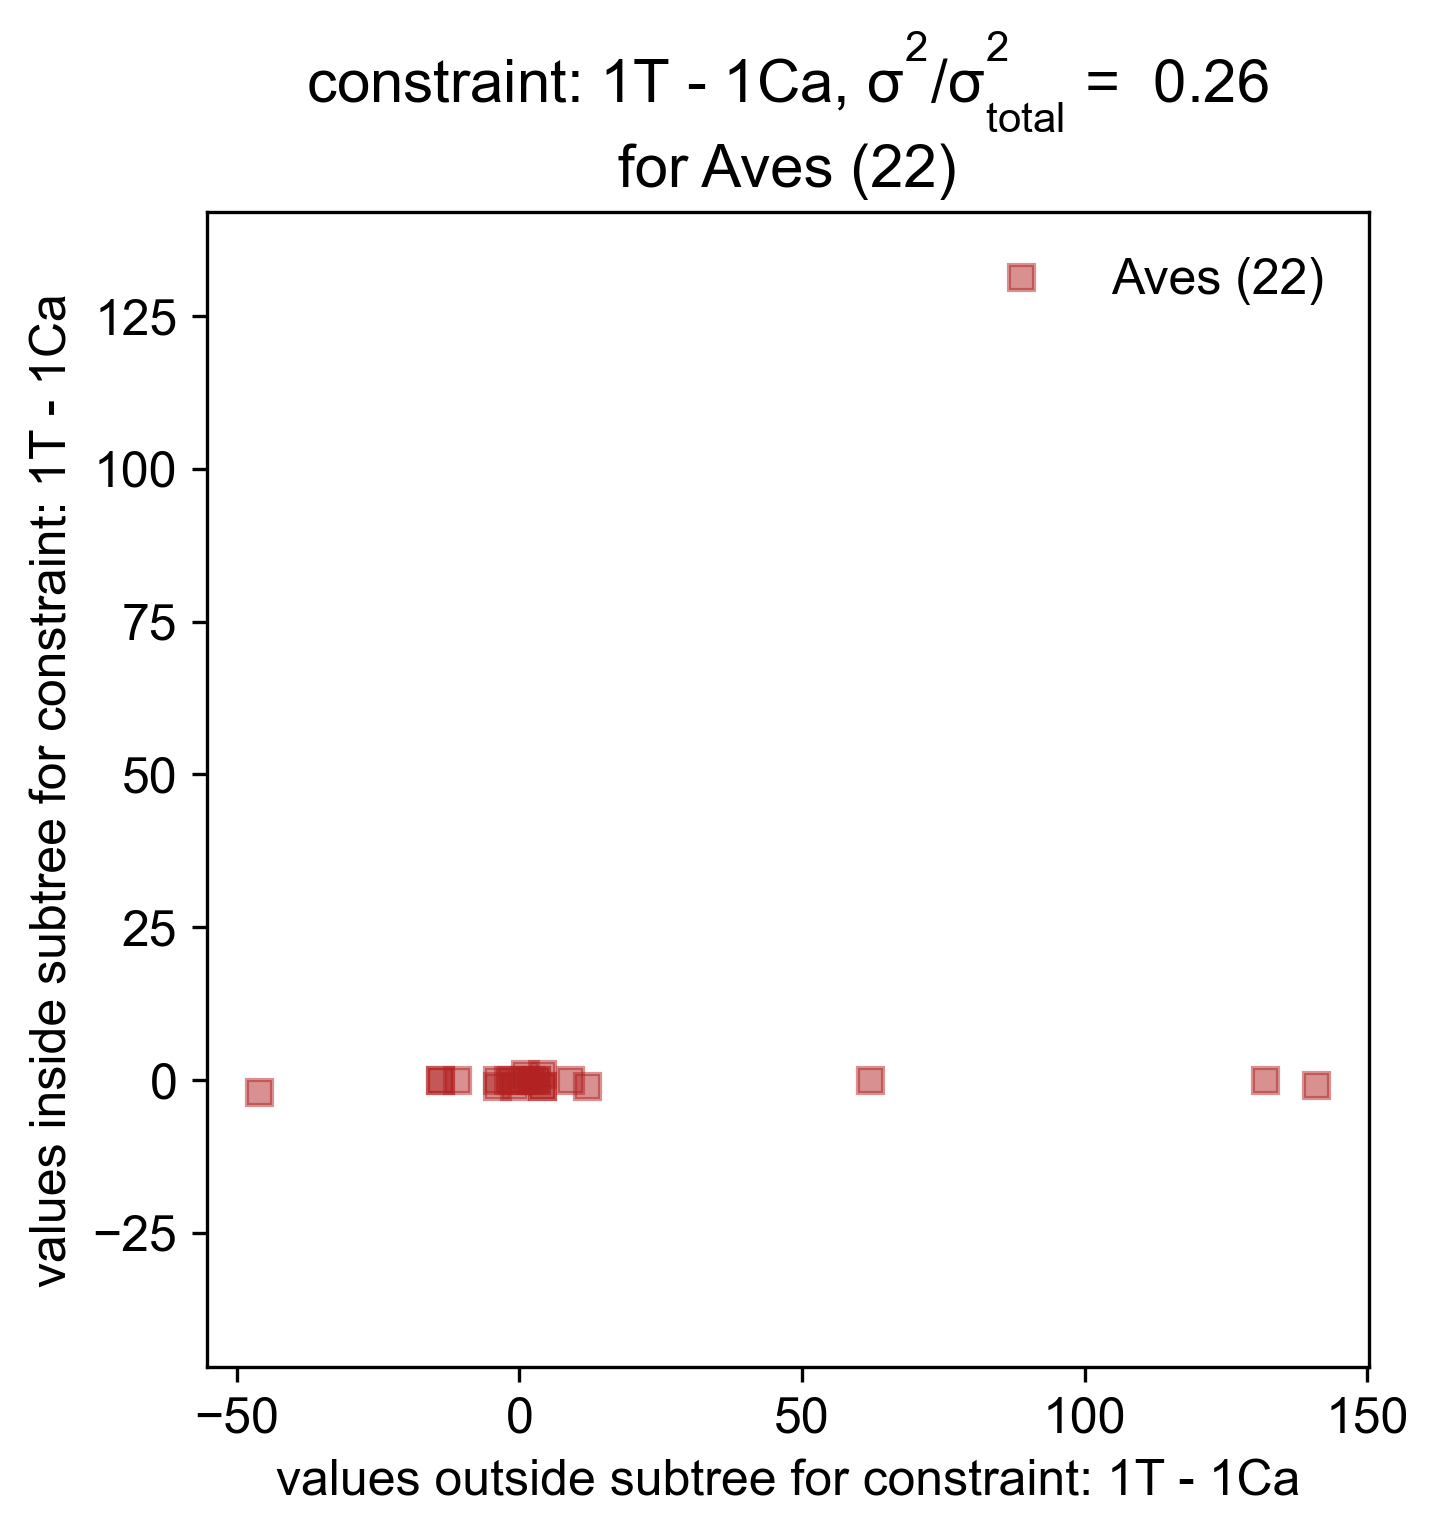 constraint: 1T - 1Ca, σ²/σ²total = 0.26
for Aves (22)
Aves (22)
values inside subtree for constraint: 1T - 1Ca
125
100
75
50
25
0
−25
−50
0
50
100
150
values outside subtree for constraint: 1T - 1Ca